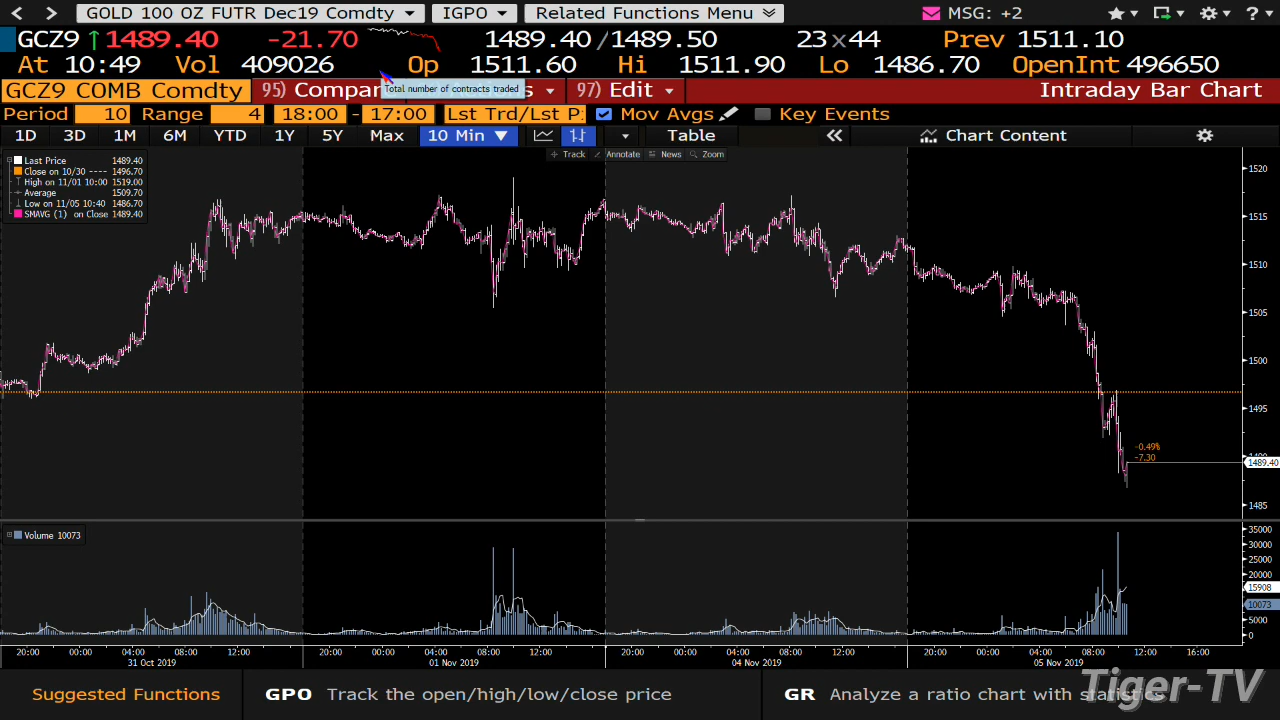 GOLD 100 OZ FUTR Dec19 Comdty IGPO Related Functions Menu MSG: +2 ?
GCZ9 ↑1489.40 -21.70 1489.40/1489.50 23×44 Prev 1511.10
At 10:49 Vol 409026 Op 1511.60 Hi 1511.90 Lo 1486.70 OpenInt 496650
GCZ9 COMB Comdty 95) Compar 97) Edit Intraday Bar Chart
Total number of contracts traded
Period 10 Range 4 18:00 - 17:00 Lst Trd/Lst P Mov Avgs Key Events
1D 3D 1M 6M YTD 1Y 5Y Max 10 Min ▼ Table « Chart Content
Track Annotate News Zoom
Last Price 1489.40
Close on 10/30 ---- 1496.70
High on 11/01 10:00 1519.00
Average 1509.70
Low on 11/05 10:40 1486.70
SMAVG (1) on Close 1489.40
1520
1515
1510
1505
1500
1495
-0.49%
-7.30
1490
1489.40
1485
Volume 10073
35000
30000
25000
20000
15908
10073
5000
0
20:00 00:00 04:00 08:00 12:00 20:00 00:00 04:00 08:00 12:00 20:00 00:00 04:00 08:00 12:00 20:00 00:00 04:00 08:00 12:00 16:00
31 Oct 2019 01 Nov 2019 04 Nov 2019 05 Nov 2019
Suggested Functions GPO Track the open/high/low/close price GR Analyze a ratio chart with statistics
Tiger-TV